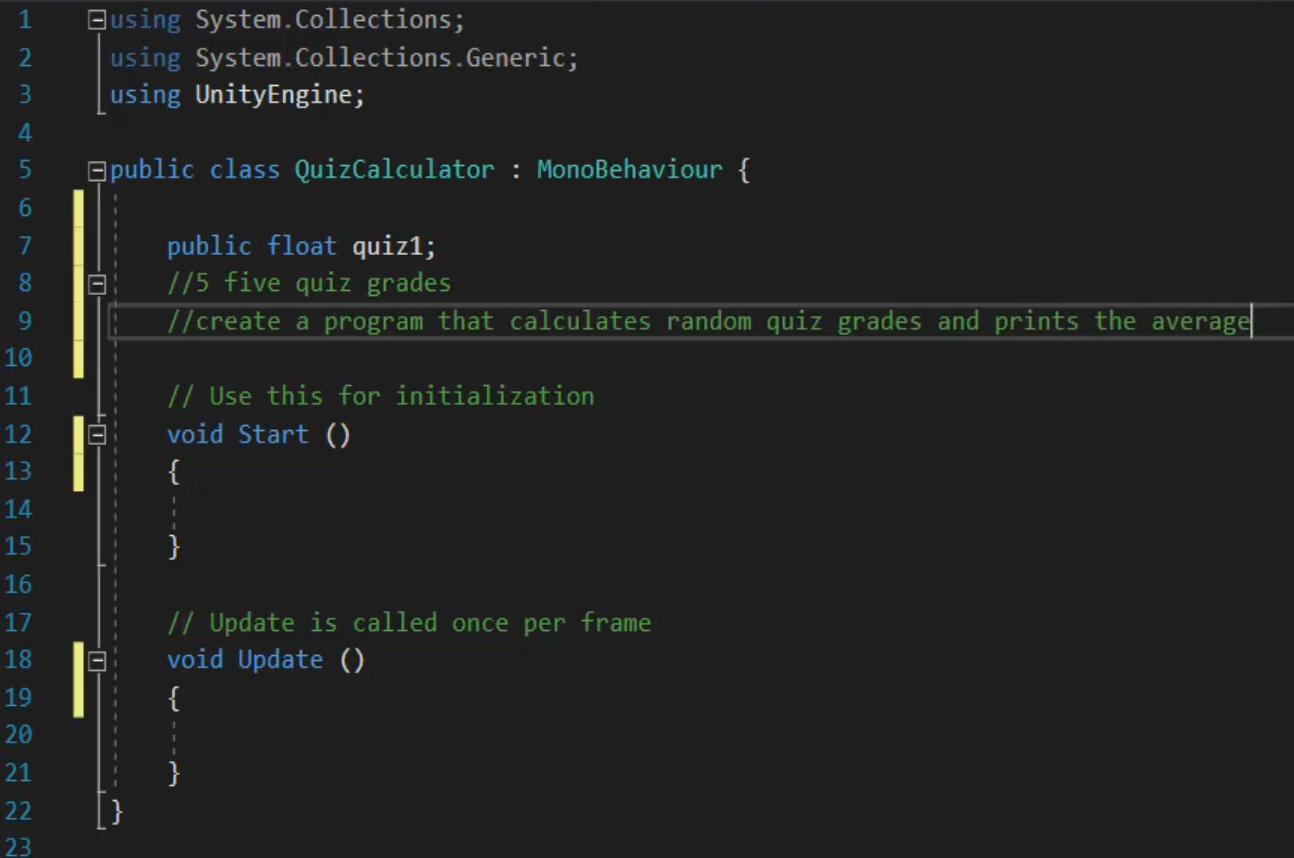 1 using System.Collections;
2 using System.Collections.Generic;
3 using UnityEngine;
4
5 public class QuizCalculator : MonoBehaviour {
6
7 public float quiz1;
8 //5 five quiz grades
9 //create a program that calculates random quiz grades and prints the average
10
11 // Use this for initialization
12 void Start ()
13 {
14
15 }
16
17 // Update is called once per frame
18 void Update ()
19 {
20
21 }
22 }
23